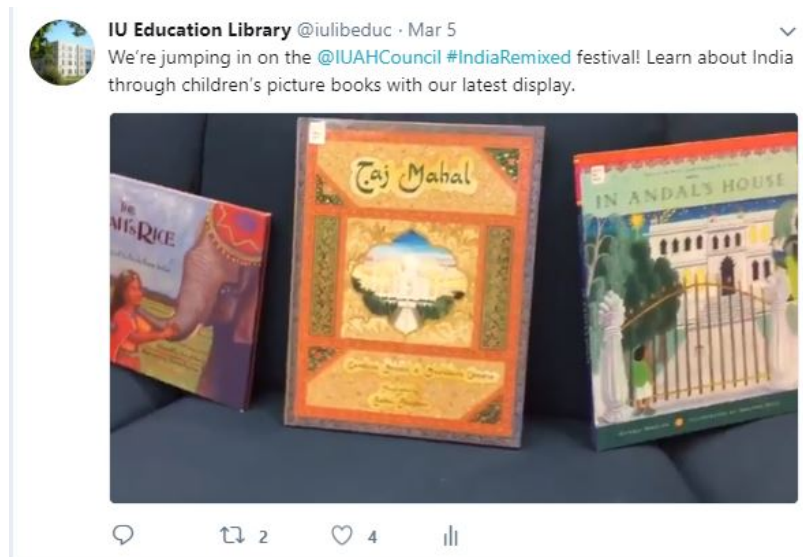 IU Education Library @iulibeduc · Mar 5
We're jumping in on the @IUAHCouncil #IndiaRemixed festival! Learn about India
through children's picture books with our latest display.
Taj Mahal
IN ANDAL'S HOUSE
RICE
2
4